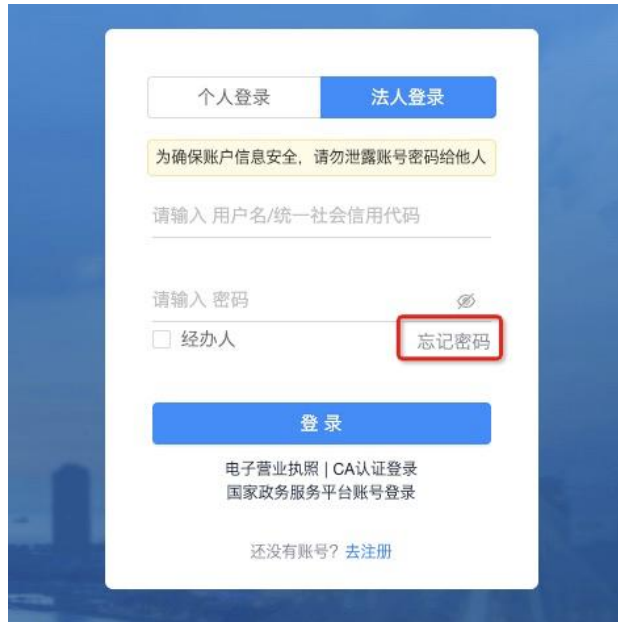 个人登录 法人登录
为确保账户信息安全，请勿泄露账号密码给他人
请输入 用户名/统一社会信用代码
请输入 密码
经办人 忘记密码
登 录
电子营业执照 | CA认证登录
国家政务服务平台账号登录
还没有账号? 去注册